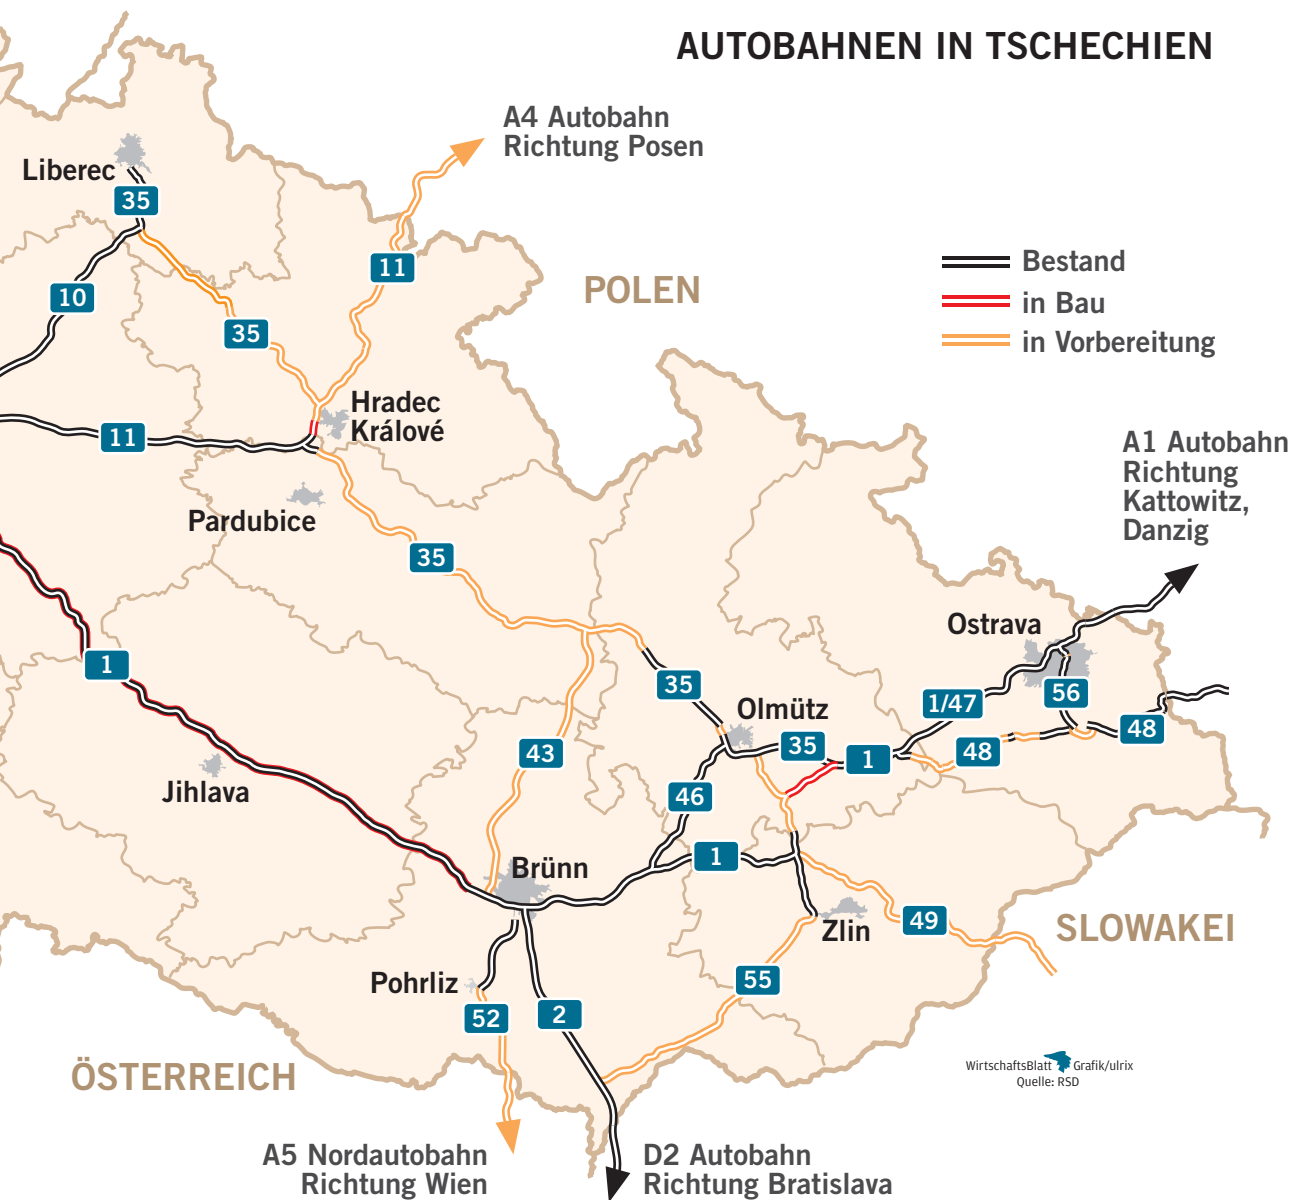 AUTOBAHNEN IN TSCHECHIEN
A4 Autobahn
Richtung Posen
Liberec
35
11
10
POLEN
Bestand
in Bau
in Vorbereitung
35
Hradec
Králové
11
A1 Autobahn
Richtung
Kattowitz,
Danzig
Pardubice
35
Ostrava
1
35
56
1/47
Olmütz
48
35
1
48
43
Jihlava
46
1
Brünn
Zlin
49
SLOWAKEI
55
Pohrliz
52
2
ÖSTERREICH
WirtschaftsBlatt Grafik/ulrix
Quelle: RSD
A5 Nordautobahn
Richtung Wien
D2 Autobahn
Richtung Bratislava